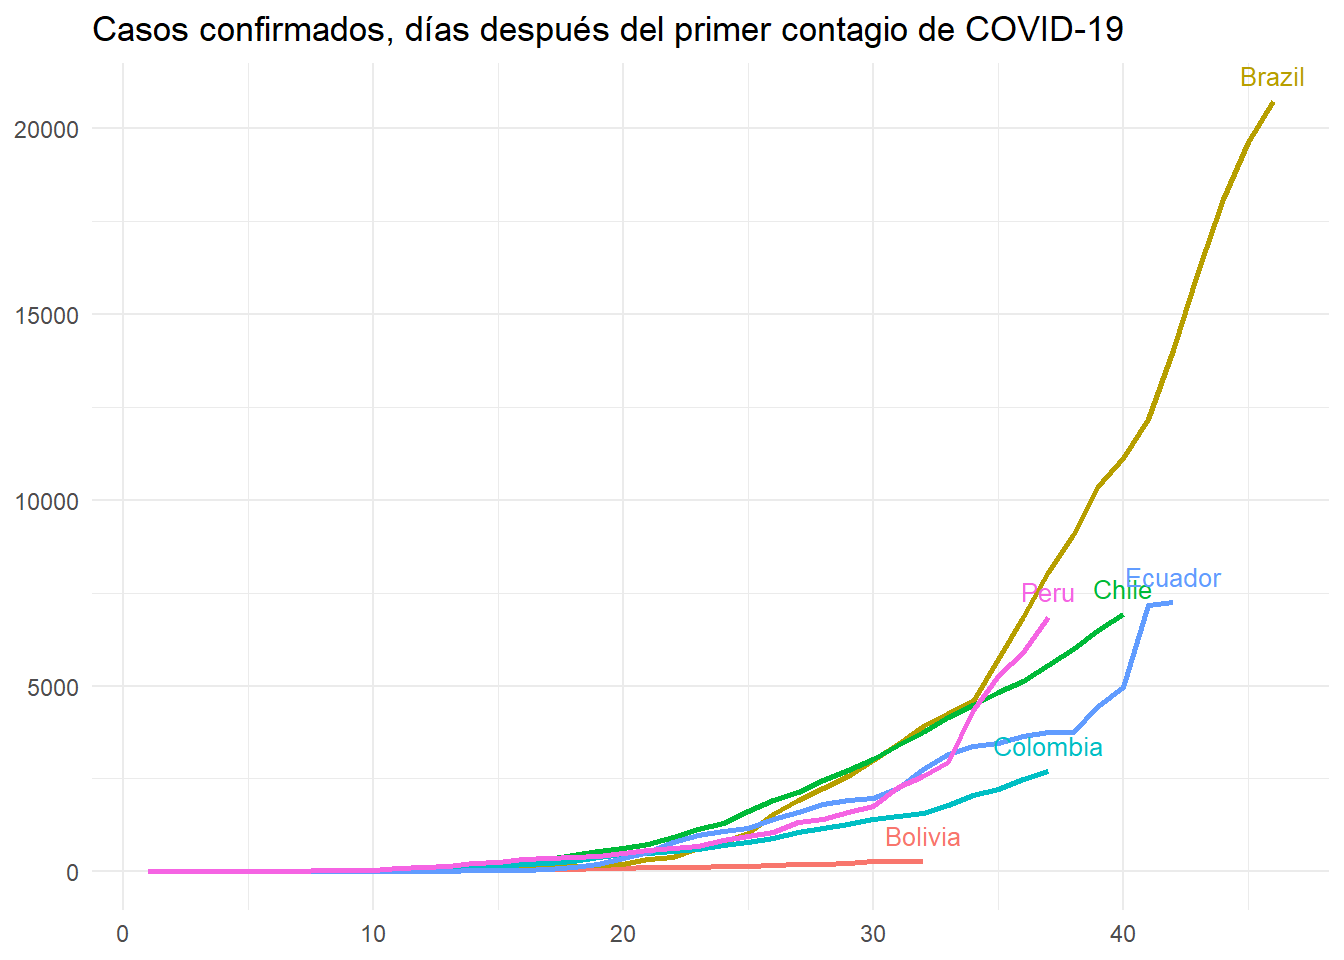 Casos confirmados, días después del primer contagio de COVID-19
Brazil
20000
15000
10000
Ecuador
Peru
Chile
5000
Colombia
Bolivia
0
0 10 20 30 40